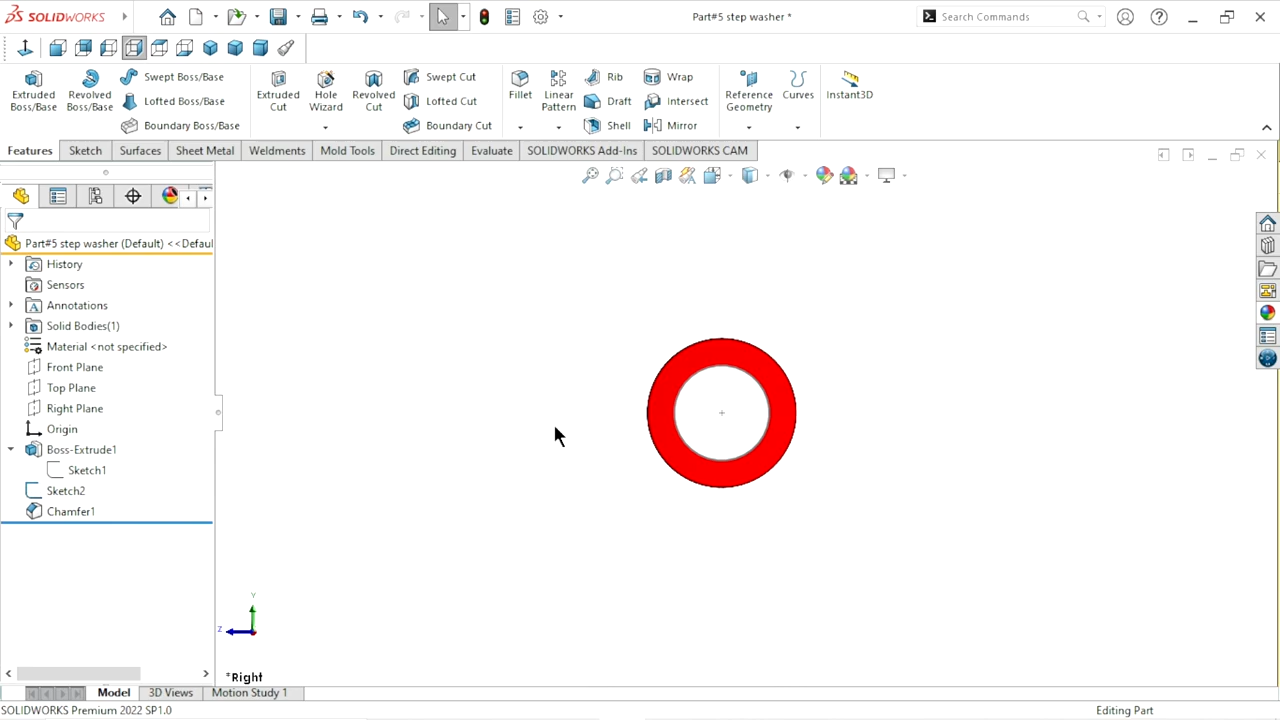 SOLIDWORKS
Part#5 step washer *
Search Commands
Extruded Boss/Base
Revolved Boss/Base
Swept Boss/Base
Lofted Boss/Base
Boundary Boss/Base
Extruded Cut
Hole Wizard
Revolved Cut
Swept Cut
Lofted Cut
Boundary Cut
Fillet
Linear Pattern
Rib
Draft
Shell
Wrap
Intersect
Mirror
Reference Geometry
Curves
Instant3D
Features
Sketch
Surfaces
Sheet Metal
Weldments
Mold Tools
Direct Editing
Evaluate
SOLIDWORKS Add-Ins
SOLIDWORKS CAM
Part#5 step washer (Default) <<Defaul
History
Sensors
Annotations
Solid Bodies(1)
Material <not specified>
Front Plane
Top Plane
Right Plane
Origin
Boss-Extrude1
Sketch1
Sketch2
Chamfer1
Y
Z
*Right
Model
3D Views
Motion Study 1
SOLIDWORKS Premium 2022 SP1.0
Editing Part